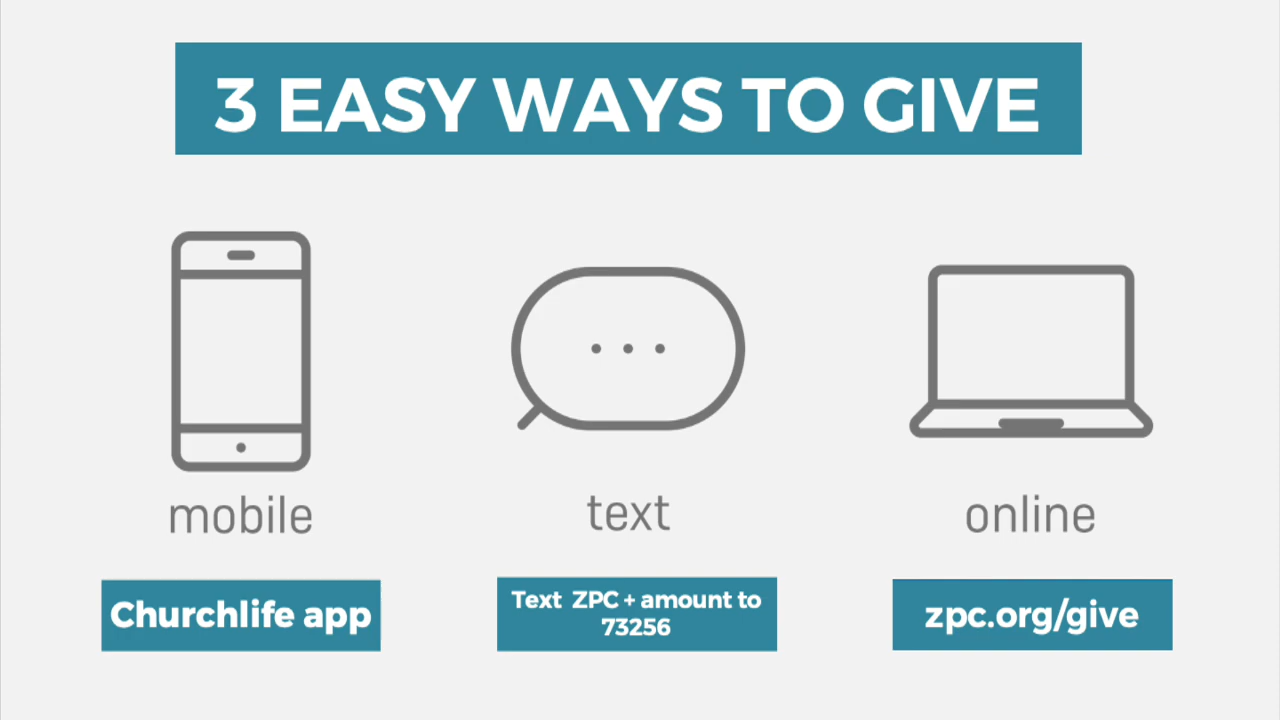 3 EASY WAYS TO GIVE
mobile
text
online
Churchlife app
Text ZPC + amount to
73256
zpc.org/give